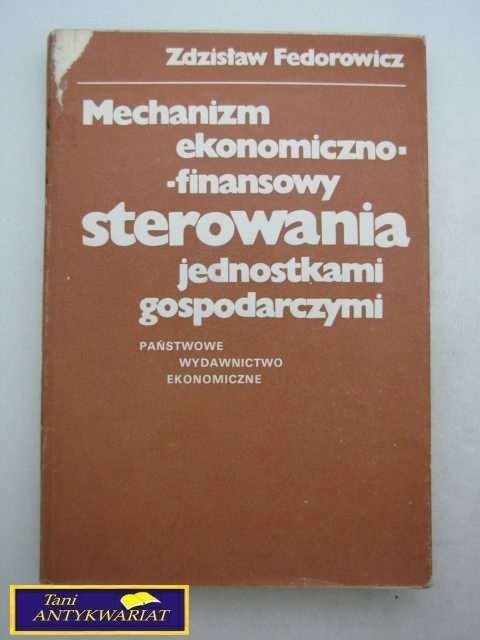 Zdzisław Fedorowicz
Mechanizm
ekonomiczno-
-finansowy
sterowania
jednostkami
gospodarczymi
PAŃSTWOWE
WYDAWNICTWO
EKONOMICZNE
Tani
ANTYKWARIAT